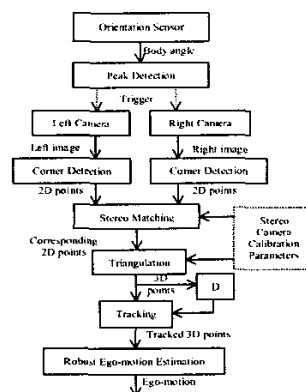 Orientation Sensor
Body angle
Peak Detection
Trigger
Left Camera
Right Camera
Left image
Right image
Corner Detection
Corner Detection
2D points
2D points
Stereo Matching
Stereo
Camera
Calibration
Parameters
Corresponding
2D points
Triangulation
3D
points
D
Tracking
Tracked 3D points
Robust Ego-motion Estimation
Ego-motion